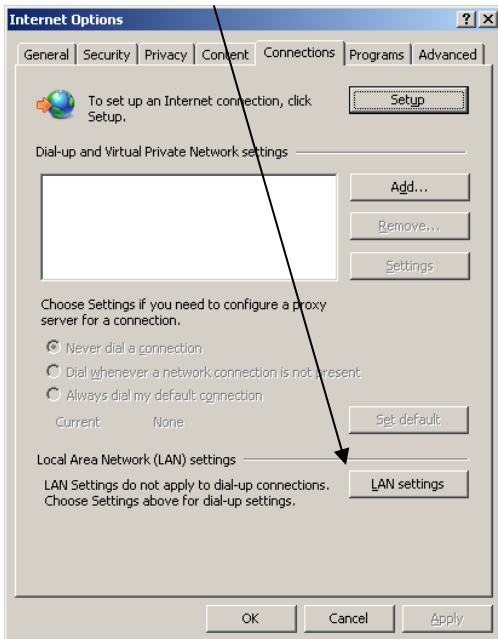 Internet Options
General Security Privacy Content Connections Programs Advanced
To set up an Internet connection, click
Setup.
Setup
Dial-up and Virtual Private Network settings
Add...
Remove...
Settings
Choose Settings if you need to configure a proxy
server for a connection.
Never dial a connection
Dial whenever a network connection is not present
Always dial my default connection
Current None
Set default
Local Area Network (LAN) settings
LAN Settings do not apply to dial-up connections.
Choose Settings above for dial-up settings.
LAN settings
OK Cancel Apply